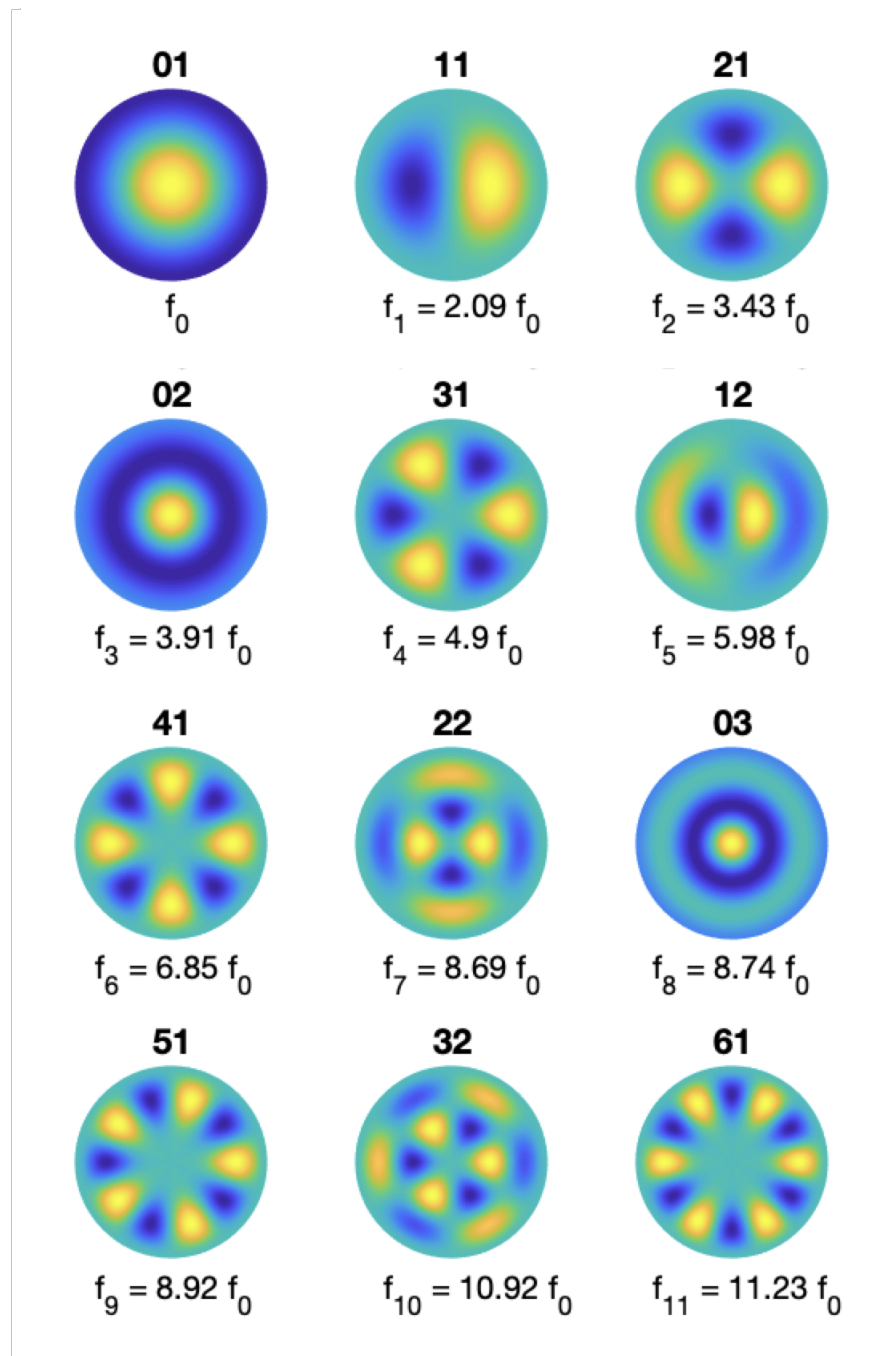 01 11 21
f₀ f₁ = 2.09 f₀ f₂ = 3.43 f₀
02 31 12
f₃ = 3.91 f₀ f₄ = 4.9 f₀ f₅ = 5.98 f₀
41 22 03
f₆ = 6.85 f₀ f₇ = 8.69 f₀ f₈ = 8.74 f₀
51 32 61
f₉ = 8.92 f₀ f₁₀ = 10.92 f₀ f₁₁ = 11.23 f₀